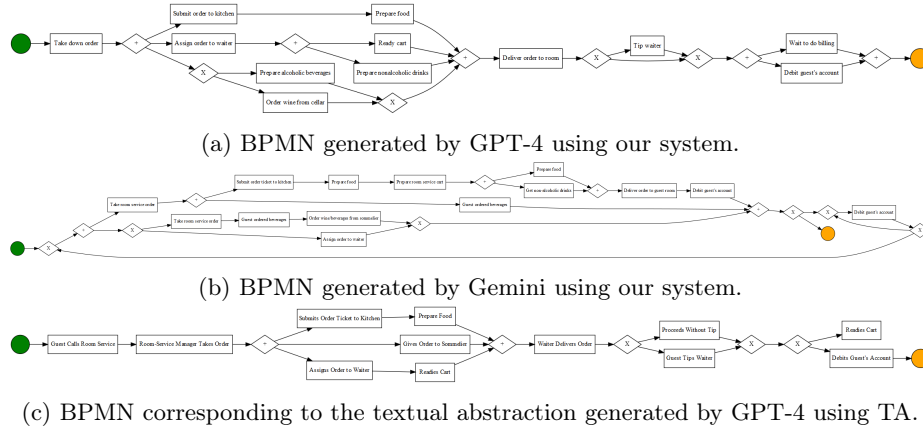 Submit order to kitchen
Prepare food
Take down order
+
Assign order to waiter
+
Ready cart
+
Deliver order to room
X
Tip waiter
X
+
Wait to do billing
+
Debit guest's account
X
Prepare alcoholic beverages
Prepare nonalcoholic drinks
Order wine from cellar
X
(a) BPMN generated by GPT-4 using our system.
Submit order ticket to kitchen
Prepare food
Prepare room service cart
+
Prepare food
Get non-alcoholic drinks
+
Deliver order to guest room
Debit guest's account
Take room service order
+
Guest ordered beverages
+
X
X
Debit guest's account
X
+
X
Take room service order
Guest ordered beverages
Order wine/beverages from sommelier
X
Assign order to waiter
X
(b) BPMN generated by Gemini using our system.
Submits Order Ticket to Kitchen
Prepare Food
Proceeds Without Tip
Readies Cart
Guest Calls Room Service
Room-Service Manager Takes Order
+
Gives Order to Sommelier
+
Waiter Delivers Order
X
X
X
Assigns Order to Waiter
Readies Cart
Guest Tips Waiter
Debits Guest's Account
(c) BPMN corresponding to the textual abstraction generated by GPT-4 using TA.